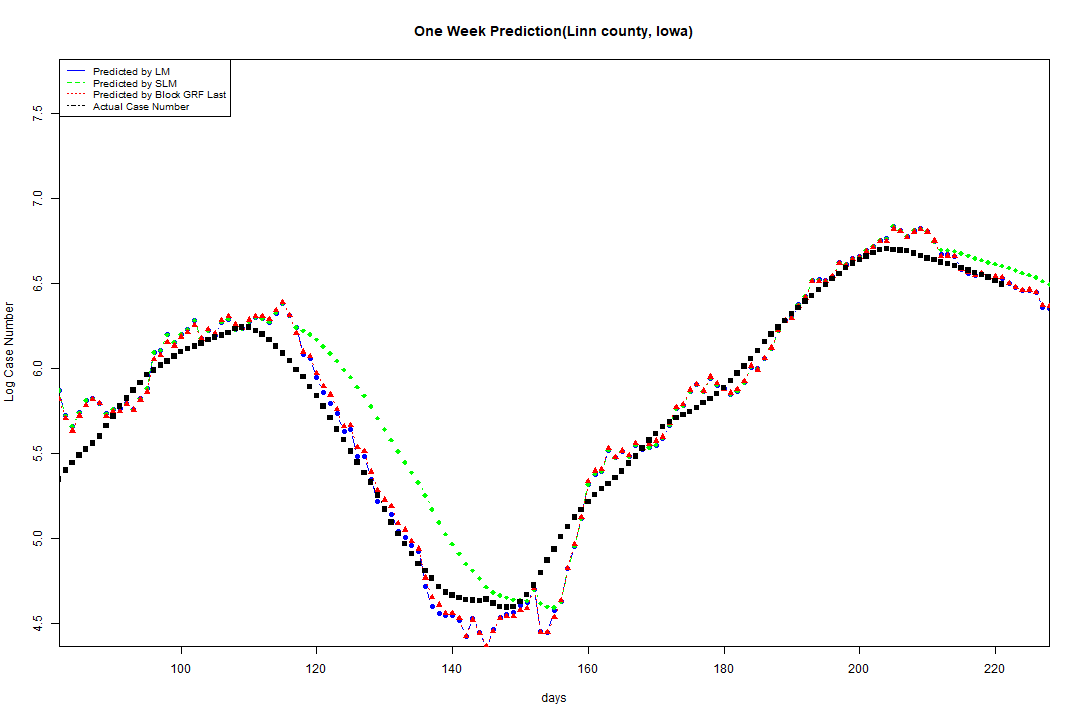 One Week Prediction(Linn county, Iowa)
Predicted by LM
Predicted by SLM
Predicted by Block GRF Last
Actual Case Number
Log Case Number
7.5
7.0
6.5
6.0
5.5
5.0
4.5
100 120 140 160 180 200 220
days